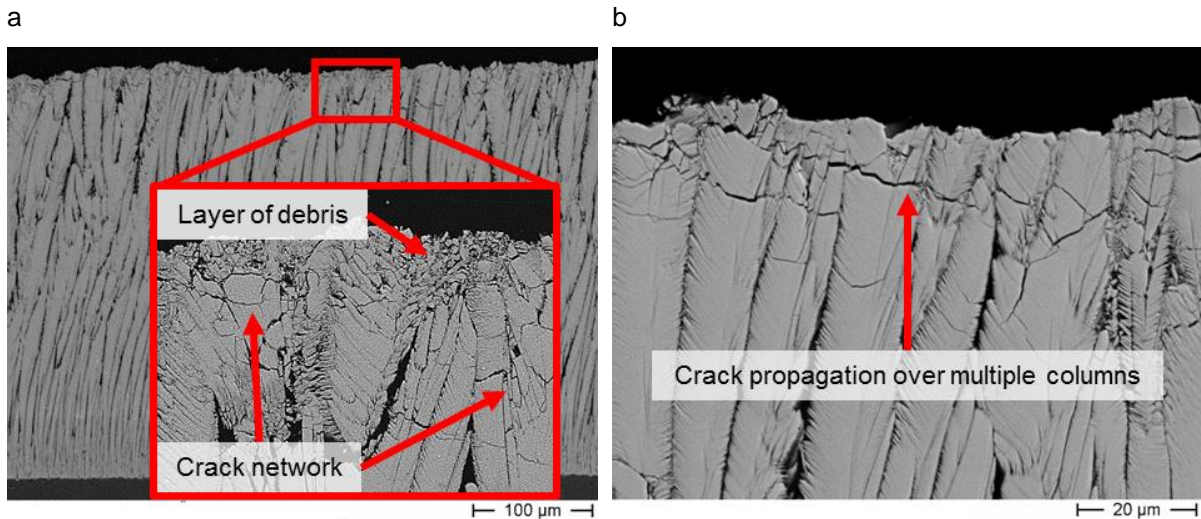 a
b
Layer of debris
Crack network
Crack propagation over multiple columns
100 µm
20 µm